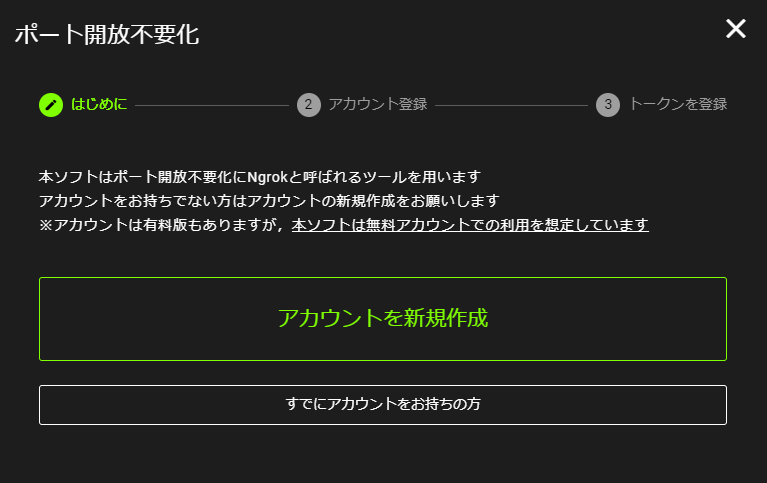 ポート開放不要化
はじめに
2 アカウント登録
3 トークンを登録
本ソフトはポート開放不要化にNgrokと呼ばれるツールを用います
アカウントをお持ちでない方はアカウントの新規作成をお願いします
※アカウントは有料版もありますが，本ソフトは無料アカウントでの利用を想定しています
アカウントを新規作成
すでにアカウントをお持ちの方